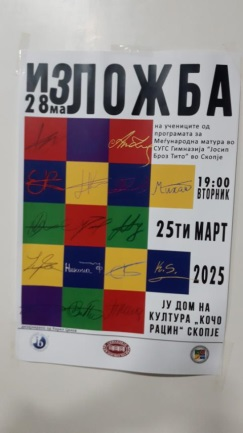 ИЗЛОЖБА
28ма
на учениците од
програмата за
Меѓународна матура во
СУГС Гимназија "Јосип
Броз Тито" во Скопје
19:00
ВТОРНИК
25ТИ МАРТ
2025
ЈУ ДОМ НА
КУЛТУРА „КОЧО
РАЦИН“ СКОПЈЕ